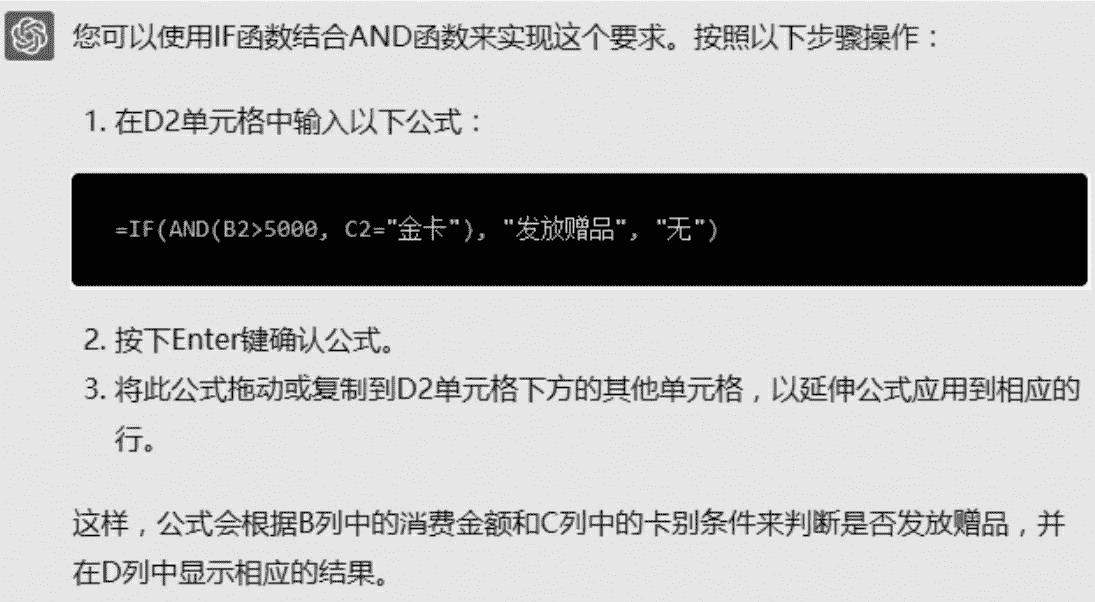 您可以使用IF函数结合AND函数来实现这个要求。按照以下步骤操作：
1. 在D2单元格中输入以下公式：
=IF(AND(B2>5000, C2="金卡"), "发放赠品", "无")
2. 按下Enter键确认公式。
3. 将此公式拖动或复制到D2单元格下方的其他单元格，以延伸公式应用到相应的
行。
这样，公式会根据B列中的消费金额和C列中的卡别条件来判断是否发放赠品，并
在D列中显示相应的结果。